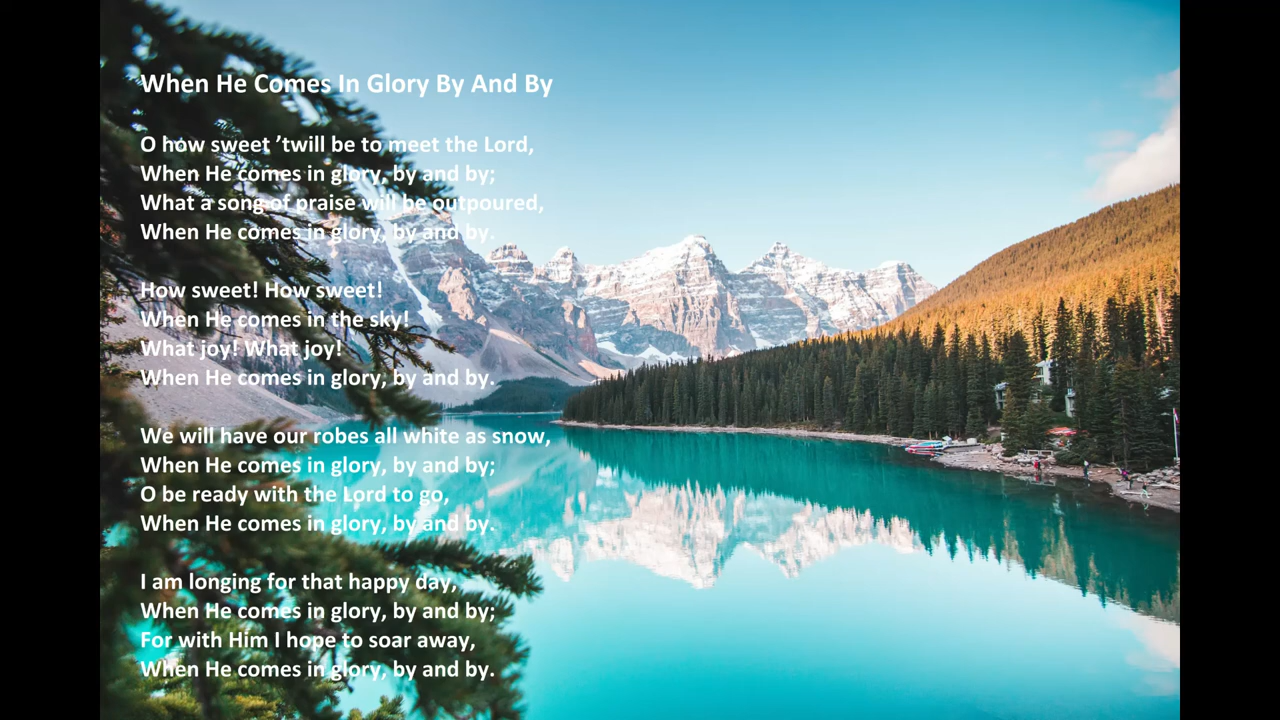 When He Comes In Glory By And By
O how sweet ’twill be to meet the Lord,
When He comes in glory, by and by;
What a song of praise will be outpoured,
When He comes in glory, by and by.
How sweet! How sweet!
When He comes in the sky!
What joy! What joy!
When He comes in glory, by and by.
We will have our robes all white as snow,
When He comes in glory, by and by;
O be ready with the Lord to go,
When He comes in glory, by and by.
I am longing for that happy day,
When He comes in glory, by and by;
For with Him I hope to soar away,
When He comes in glory, by and by.